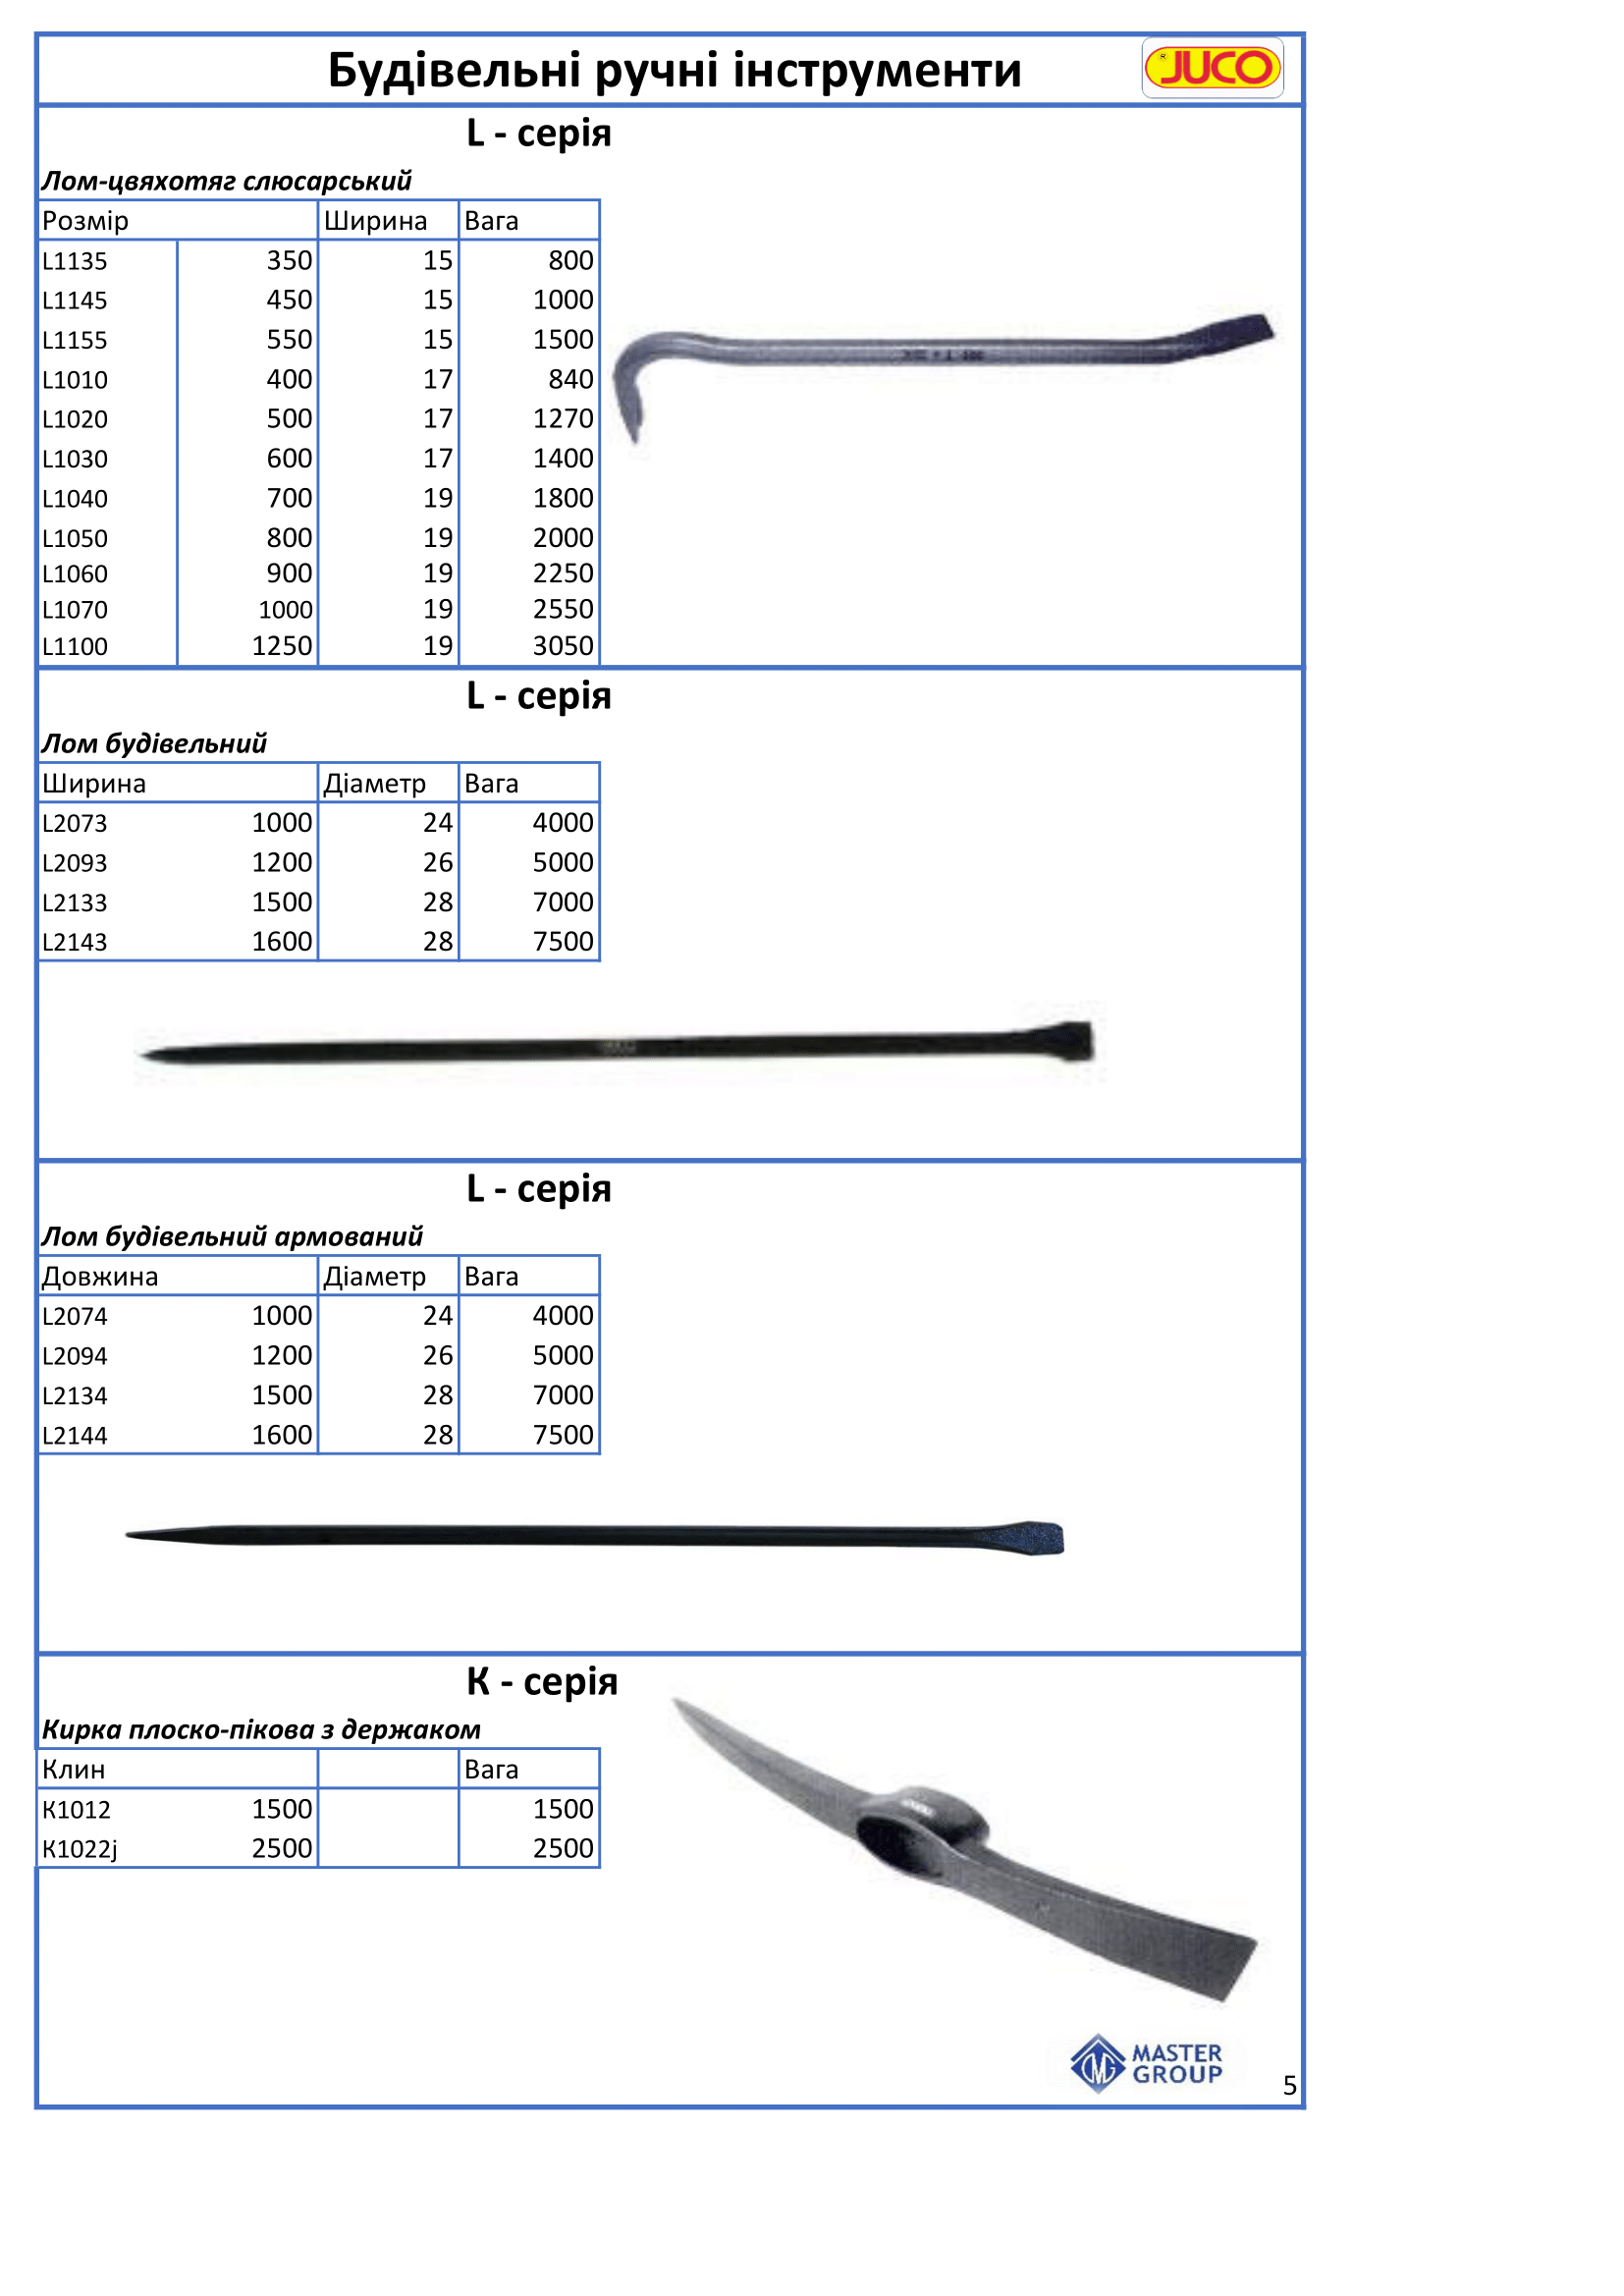 Будівельні ручні інструменти
JUCO
L - серія
Лом-цвяхотяг слюсарський
Розмір Ширина Вага
L1135 350 15 800
L1145 450 15 1000
L1155 550 15 1500
L1010 400 17 840
L1020 500 17 1270
L1030 600 17 1400
L1040 700 19 1800
L1050 800 19 2000
L1060 900 19 2250
L1070 1000 19 2550
L1100 1250 19 3050
L - серія
Лом будівельний
Ширина Діаметр Вага
L2073 1000 24 4000
L2093 1200 26 5000
L2133 1500 28 7000
L2143 1600 28 7500
L - серія
Лом будівельний армований
Довжина Діаметр Вага
L2074 1000 24 4000
L2094 1200 26 5000
L2134 1500 28 7000
L2144 1600 28 7500
К - серія
Кирка плоско-пікова з держаком
Клин Вага
К1012 1500 1500
К1022j 2500 2500
MASTER
GROUP
5